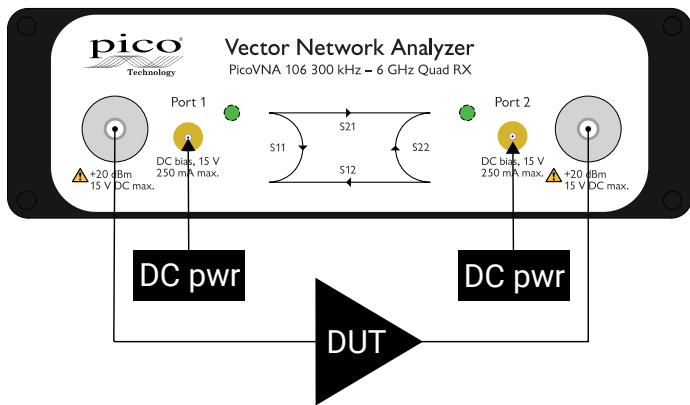 pico
Technology
Vector Network Analyzer
PicoVNA 106 300 kHz – 6 GHz Quad RX
Port 1
Port 2
S21
S11
S22
S12
DC bias, 15 V
250 mA max.
+20 dBm
15 V DC max.
DC bias, 15 V
250 mA max.
+20 dBm
15 V DC max.
DC pwr
DC pwr
DUT